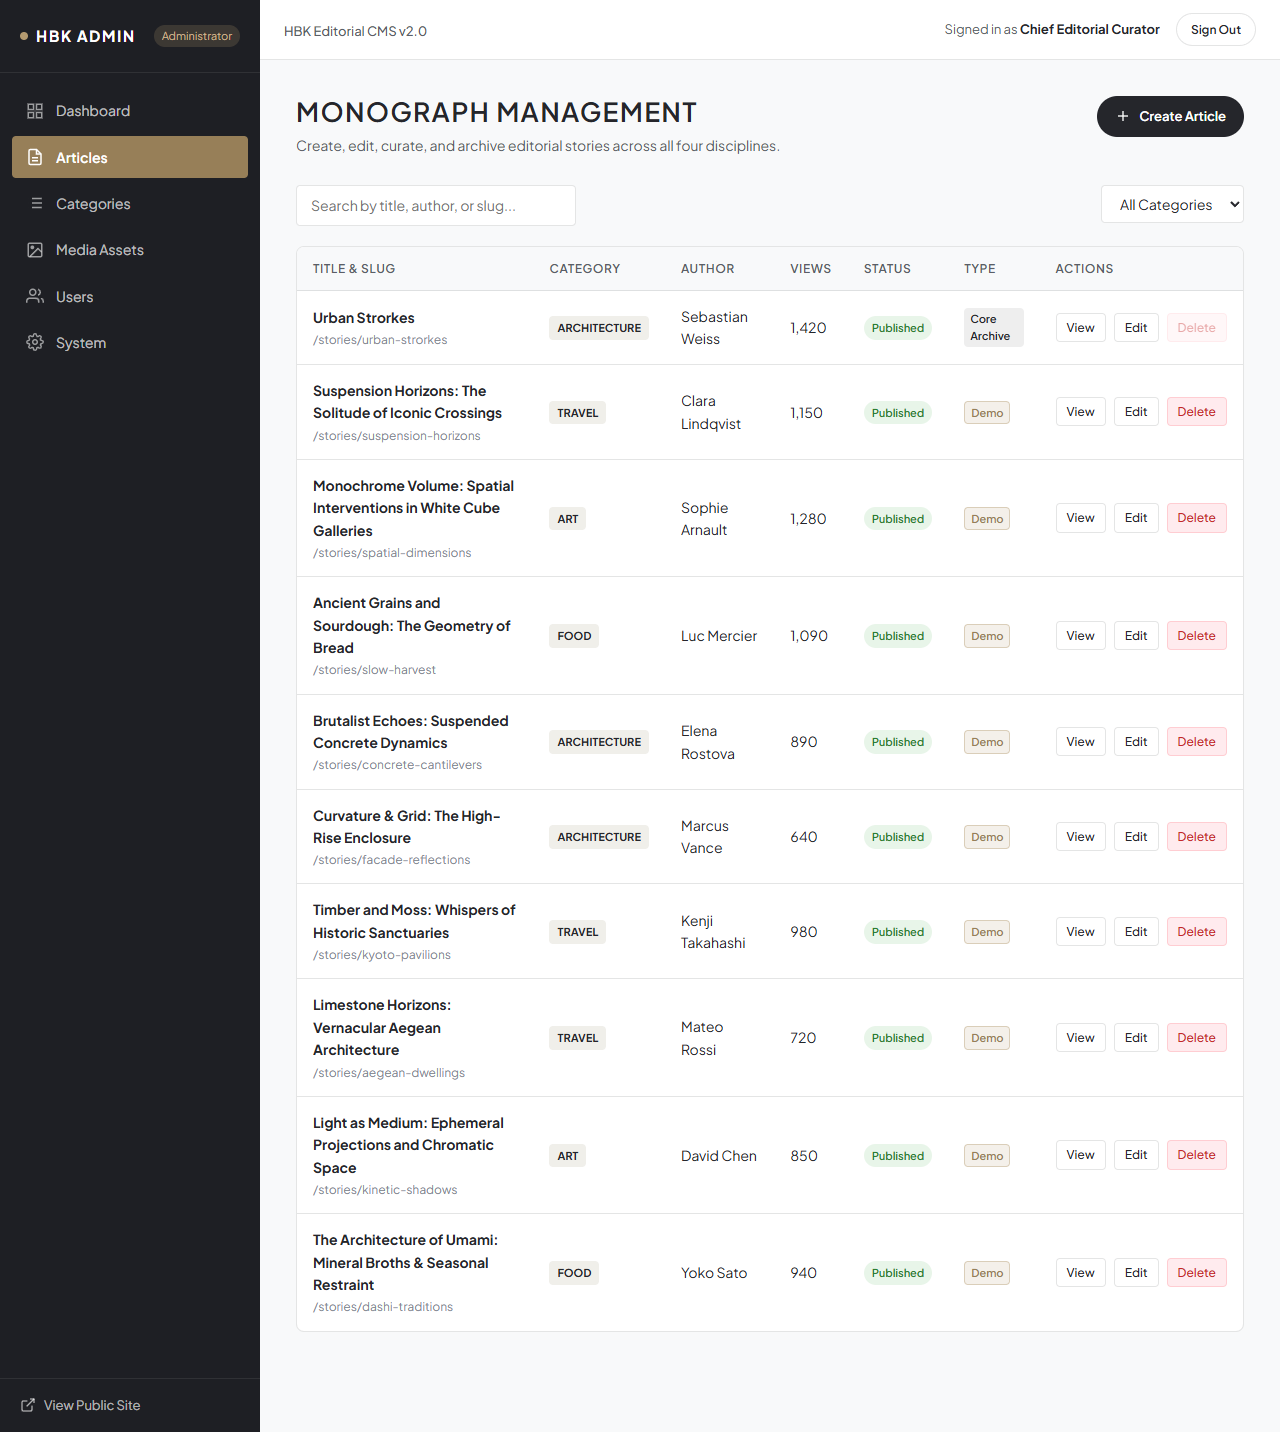 HBK ADMIN
Administrator
Dashboard
Articles
Categories
Media Assets
Users
System
View Public Site
HBK Editorial CMS v2.0
Signed in as Chief Editorial Curator
Sign Out
MONOGRAPH MANAGEMENT
Create, edit, curate, and archive editorial stories across all four disciplines.
+ Create Article
Search by title, author, or slug...
All Categories
TITLE & SLUG CATEGORY AUTHOR VIEWS STATUS TYPE ACTIONS
Urban Strorkes
/stories/urban-strorkes
ARCHITECTURE
Sebastian
Weiss
1,420
Published
Core
Archive
View Edit Delete
Suspension Horizons: The
Solitude of Iconic Crossings
/stories/suspension-horizons
TRAVEL
Clara
Lindqvist
1,150
Published
Demo
View Edit Delete
Monochrome Volume: Spatial
Interventions in White Cube
Galleries
/stories/spatial-dimensions
ART
Sophie
Arnault
1,280
Published
Demo
View Edit Delete
Ancient Grains and
Sourdough: The Geometry of
Bread
/stories/slow-harvest
FOOD
Luc Mercier
1,090
Published
Demo
View Edit Delete
Brutalist Echoes: Suspended
Concrete Dynamics
/stories/concrete-cantilevers
ARCHITECTURE
Elena
Rostova
890
Published
Demo
View Edit Delete
Curvature & Grid: The High-
Rise Enclosure
/stories/facade-reflections
ARCHITECTURE
Marcus
Vance
640
Published
Demo
View Edit Delete
Timber and Moss: Whispers of
Historic Sanctuaries
/stories/kyoto-pavilions
TRAVEL
Kenji
Takahashi
980
Published
Demo
View Edit Delete
Limestone Horizons:
Vernacular Aegean
Architecture
/stories/aegean-dwellings
TRAVEL
Mateo
Rossi
720
Published
Demo
View Edit Delete
Light as Medium: Ephemeral
Projections and Chromatic
Space
/stories/kinetic-shadows
ART
David Chen
850
Published
Demo
View Edit Delete
The Architecture of Umami:
Mineral Broths & Seasonal
Restraint
/stories/dashi-traditions
FOOD
Yoko Sato
940
Published
Demo
View Edit Delete